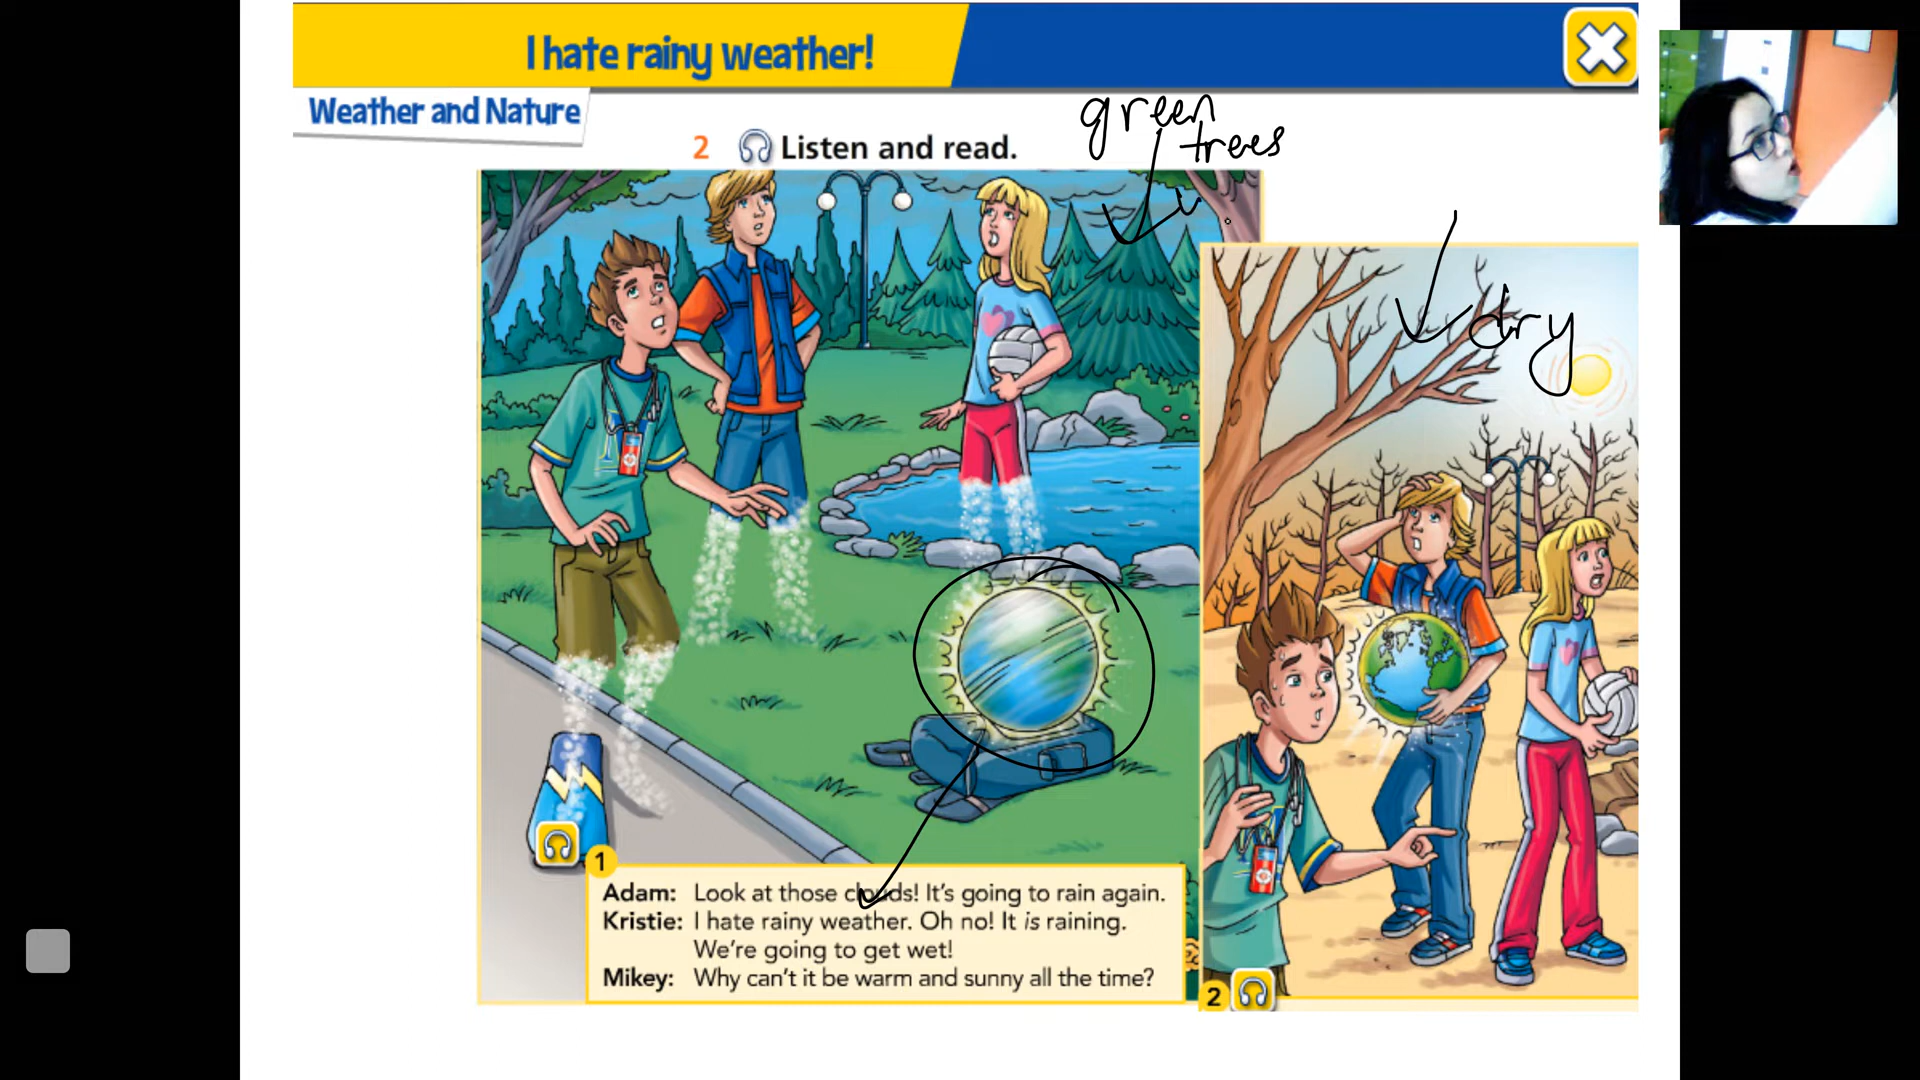 I hate rainy weather!
Weather and Nature
green
trees
2 Listen and read.
dry
1
Adam: Look at those clouds! It's going to rain again.
Kristie: I hate rainy weather. Oh no! It is raining.
We're going to get wet!
Mikey: Why can't it be warm and sunny all the time?
2